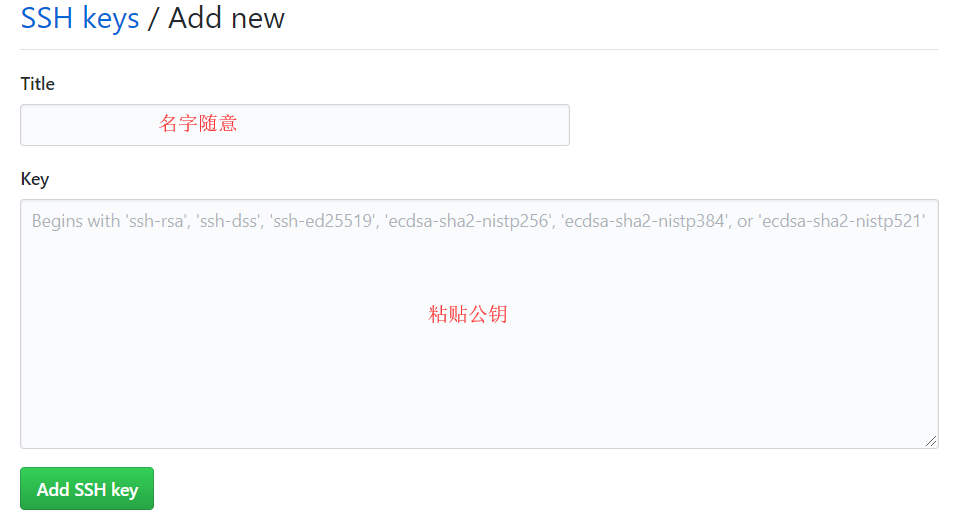 SSH keys / Add new
Title
名字随意
Key
Begins with 'ssh-rsa', 'ssh-dss', 'ssh-ed25519', 'ecdsa-sha2-nistp256', 'ecdsa-sha2-nistp384', or 'ecdsa-sha2-nistp521'
粘贴公钥
Add SSH key